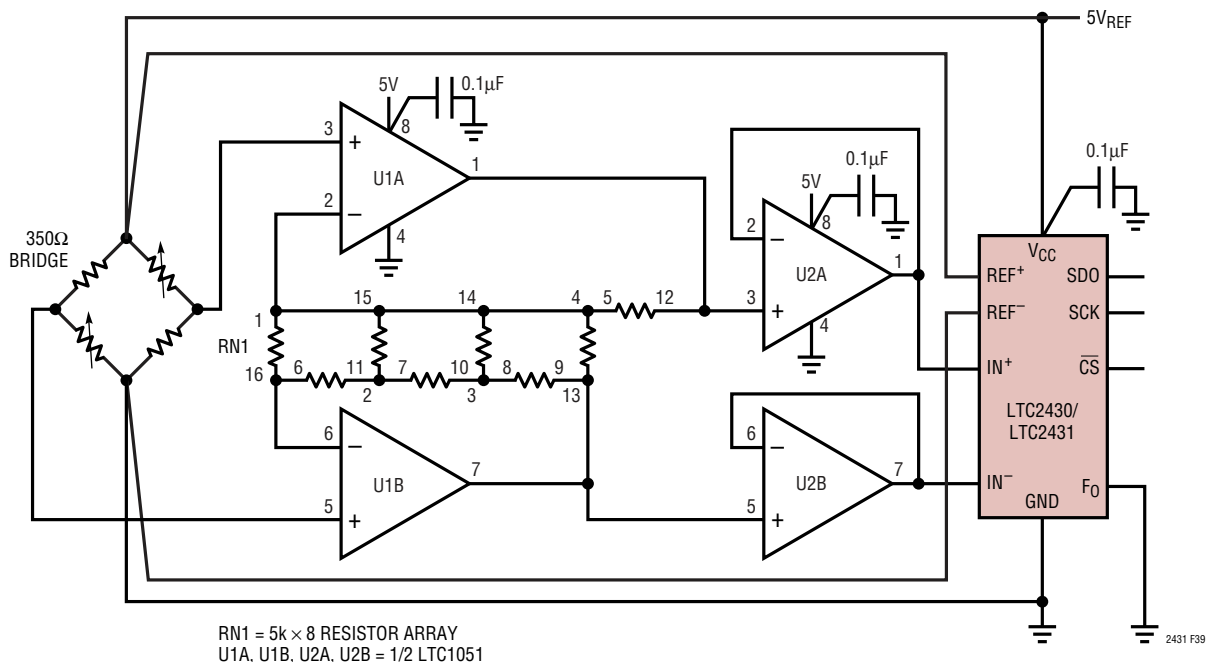 5VREF
5V
0.1µF
8
3
+
U1A
1
2
–
4
350Ω
BRIDGE
5V
0.1µF
8
2
–
U2A
1
3
+
4
0.1µF
VCC
REF+
SDO
REF–
SCK
IN+
CS
LTC2430/
LTC2431
IN–
FO
GND
1
15
14
4
5
12
RN1
16
6
11
7
10
8
9
2
3
13
6
–
U1B
7
5
+
6
–
U2B
7
5
+
RN1 = 5k × 8 RESISTOR ARRAY
U1A, U1B, U2A, U2B = 1/2 LTC1051
2431 F39